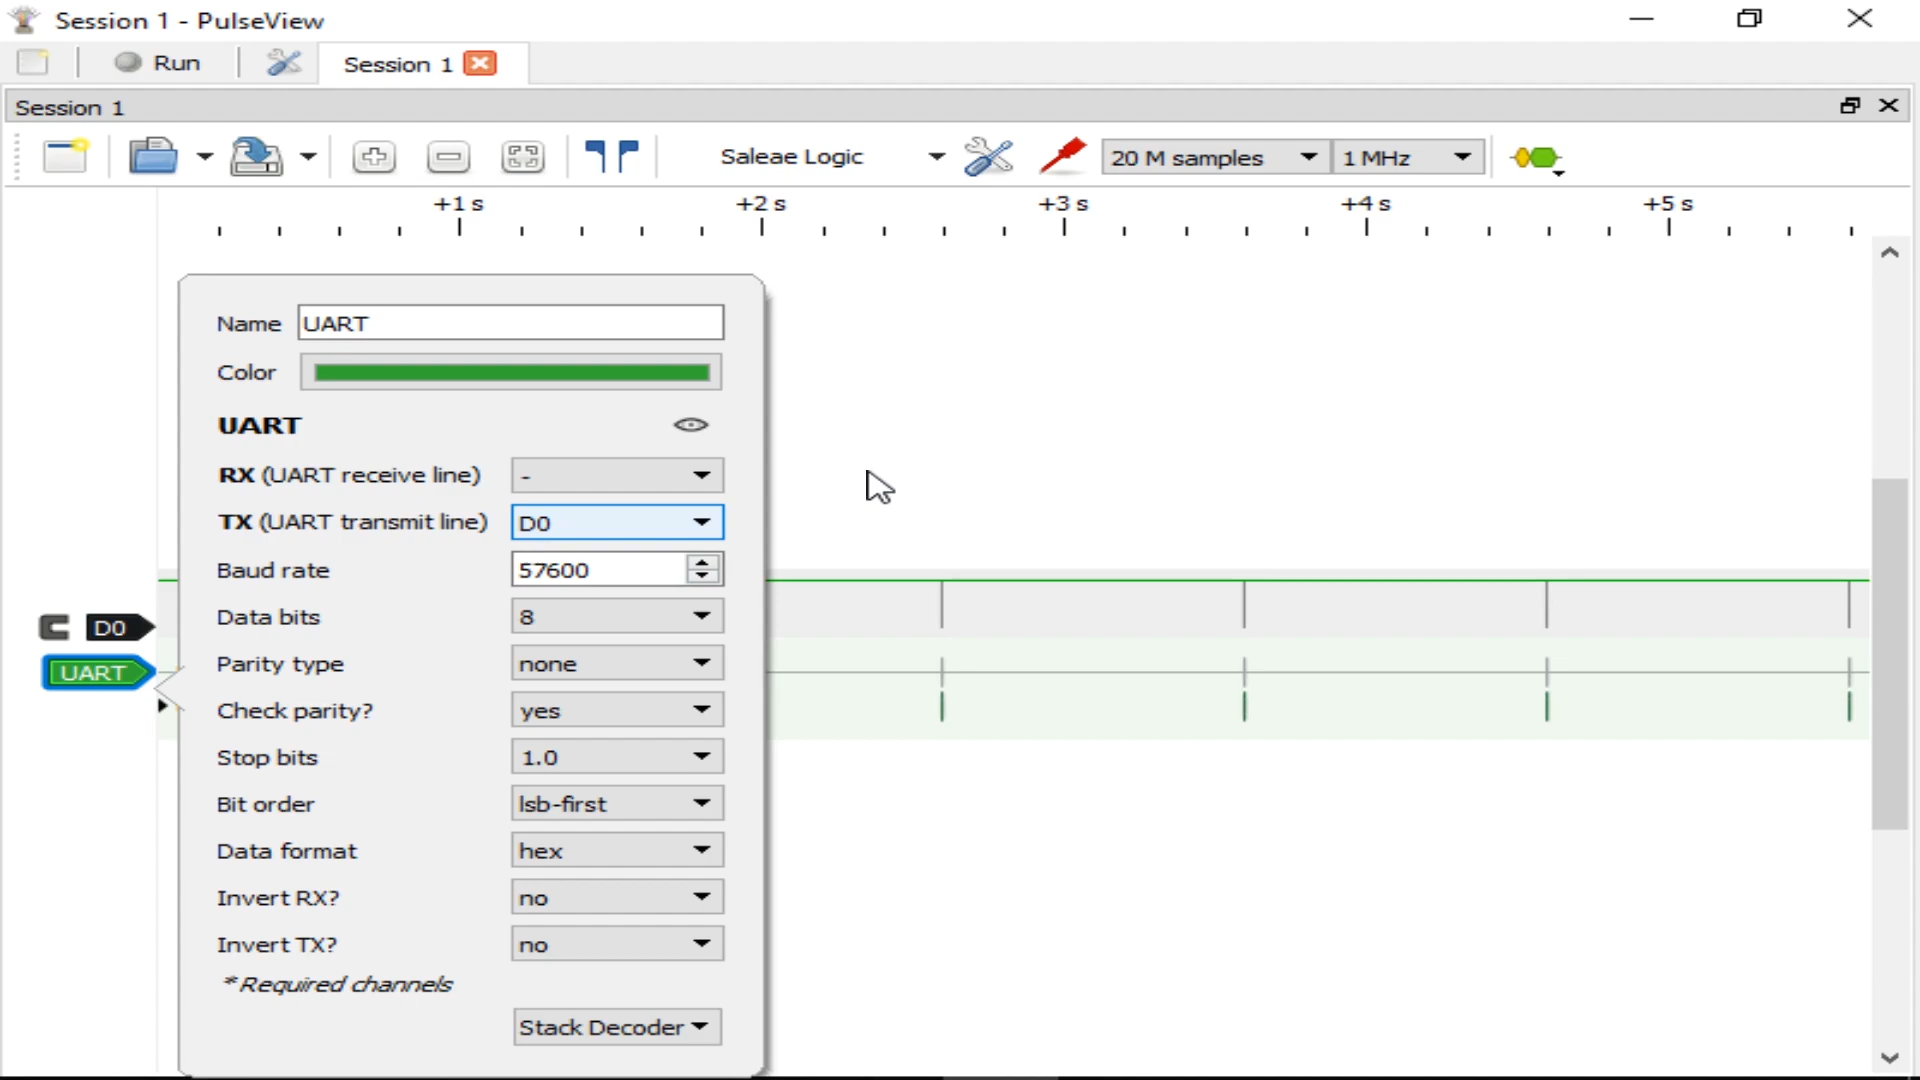 Session 1 - PulseView
Run
Session 1
Session 1
Saleae Logic
20 M samples
1 MHz
+1 s +2 s +3 s +4 s +5 s
Name UART
Color
UART
RX (UART receive line) -
TX (UART transmit line) D0
Baud rate 57600
Data bits 8
D0
UART
Parity type none
Check parity? yes
Stop bits 1.0
Bit order lsb-first
Data format hex
Invert RX? no
Invert TX? no
* Required channels
Stack Decoder